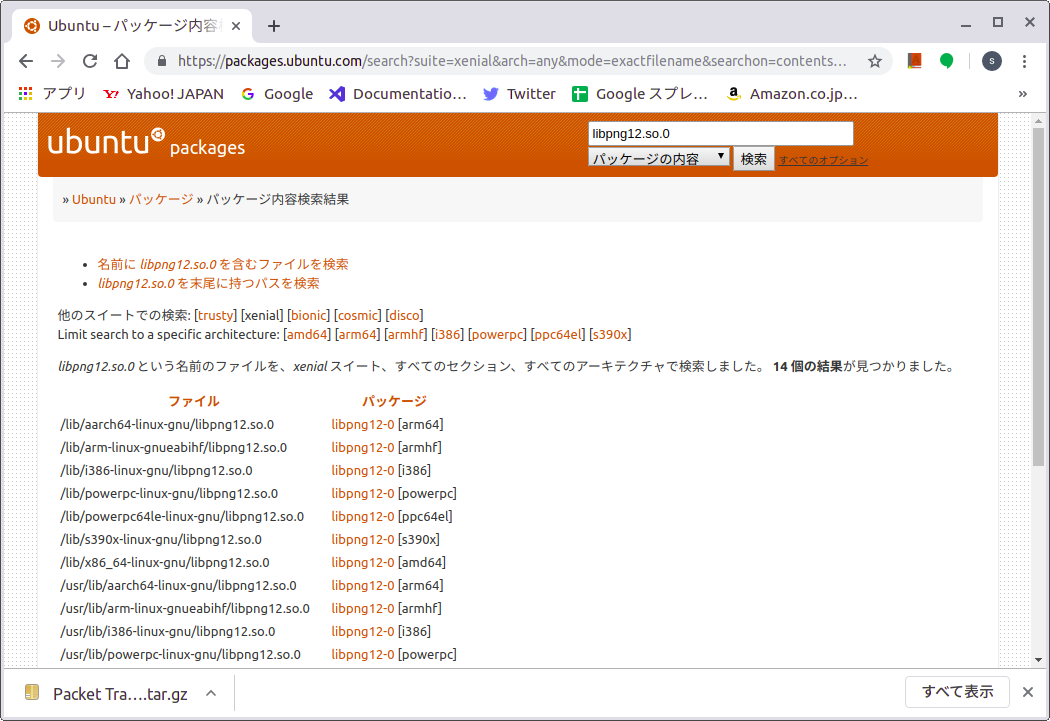 Ubuntu – パッケージ内容
https://packages.ubuntu.com/search?suite=xenial&arch=any&mode=exactfilename&searchon=contents…
S
アプリ Yahoo! JAPAN Google Documentatio… Twitter Google スプレ… Amazon.co.jp…
ubuntu packages
libpng12.so.0
パッケージの内容 検索 すべてのオプション
» Ubuntu » パッケージ » パッケージ内容検索結果
• 名前に libpng12.so.0 を含むファイルを検索
• libpng12.so.0 を末尾に持つパスを検索
他のスイートでの検索: [trusty] [xenial] [bionic] [cosmic] [disco]
Limit search to a specific architecture: [amd64] [arm64] [armhf] [i386] [powerpc] [ppc64el] [s390x]
libpng12.so.0 という名前のファイルを、xenial スイート、すべてのセクション、すべてのアーキテクチャで検索しました。 14 個の結果が見つかりました。
ファイル パッケージ
/lib/aarch64-linux-gnu/libpng12.so.0 libpng12-0 [arm64]
/lib/arm-linux-gnueabihf/libpng12.so.0 libpng12-0 [armhf]
/lib/i386-linux-gnu/libpng12.so.0 libpng12-0 [i386]
/lib/powerpc-linux-gnu/libpng12.so.0 libpng12-0 [powerpc]
/lib/powerpc64le-linux-gnu/libpng12.so.0 libpng12-0 [ppc64el]
/lib/s390x-linux-gnu/libpng12.so.0 libpng12-0 [s390x]
/lib/x86_64-linux-gnu/libpng12.so.0 libpng12-0 [amd64]
/usr/lib/aarch64-linux-gnu/libpng12.so.0 libpng12-0 [arm64]
/usr/lib/arm-linux-gnueabihf/libpng12.so.0 libpng12-0 [armhf]
/usr/lib/i386-linux-gnu/libpng12.so.0 libpng12-0 [i386]
/usr/lib/powerpc-linux-gnu/libpng12.so.0 libpng12-0 [powerpc]
Packet Tra….tar.gz すべて表示